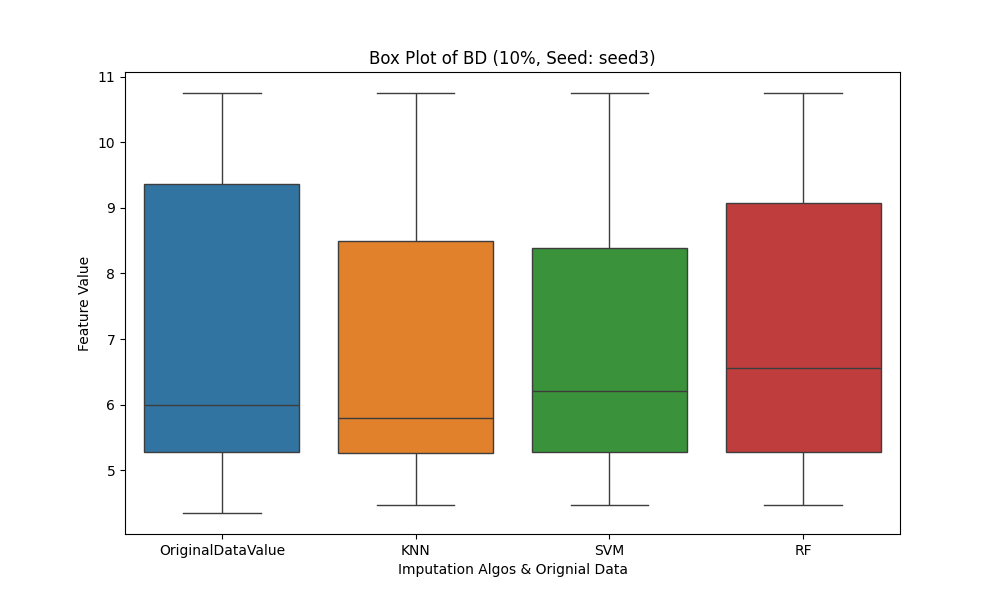 Box Plot of BD (10%, Seed: seed3)
11
10
9
8
7
6
5
Feature Value
OriginalDataValue KNN SVM RF
Imputation Algos & Orignial Data